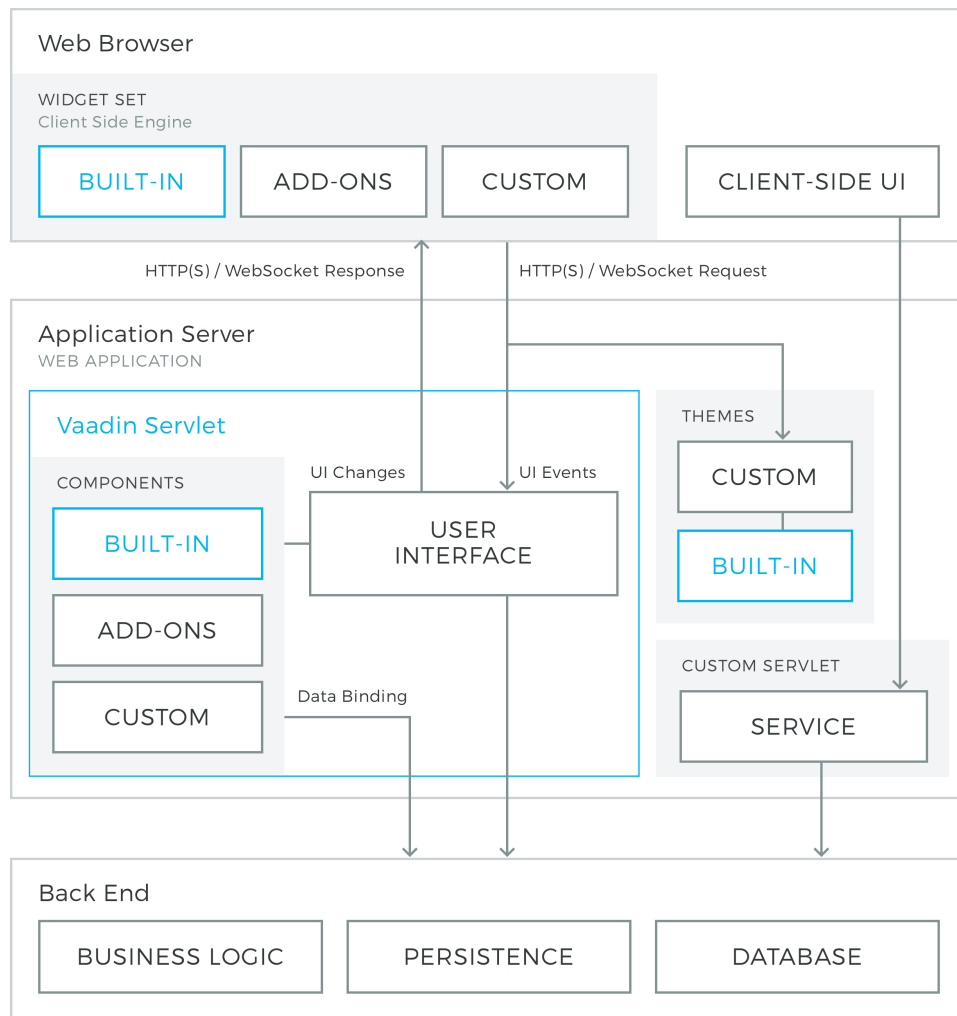 Web Browser
WIDGET SET
Client Side Engine
BUILT-IN
ADD-ONS
CUSTOM
CLIENT-SIDE UI
HTTP(S) / WebSocket Response
HTTP(S) / WebSocket Request
Application Server
WEB APPLICATION
Vaadin Servlet
COMPONENTS
BUILT-IN
ADD-ONS
CUSTOM
UI Changes
UI Events
USER
INTERFACE
Data Binding
THEMES
CUSTOM
BUILT-IN
CUSTOM SERVLET
SERVICE
Back End
BUSINESS LOGIC
PERSISTENCE
DATABASE